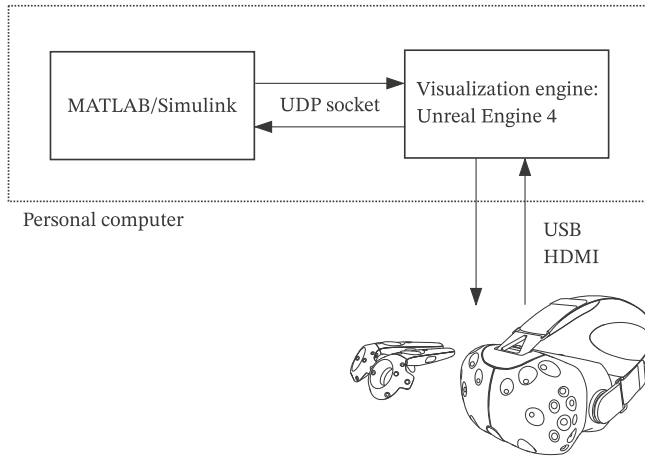 MATLAB/Simulink
UDP socket
Visualization engine:
Unreal Engine 4
Personal computer
USB
HDMI